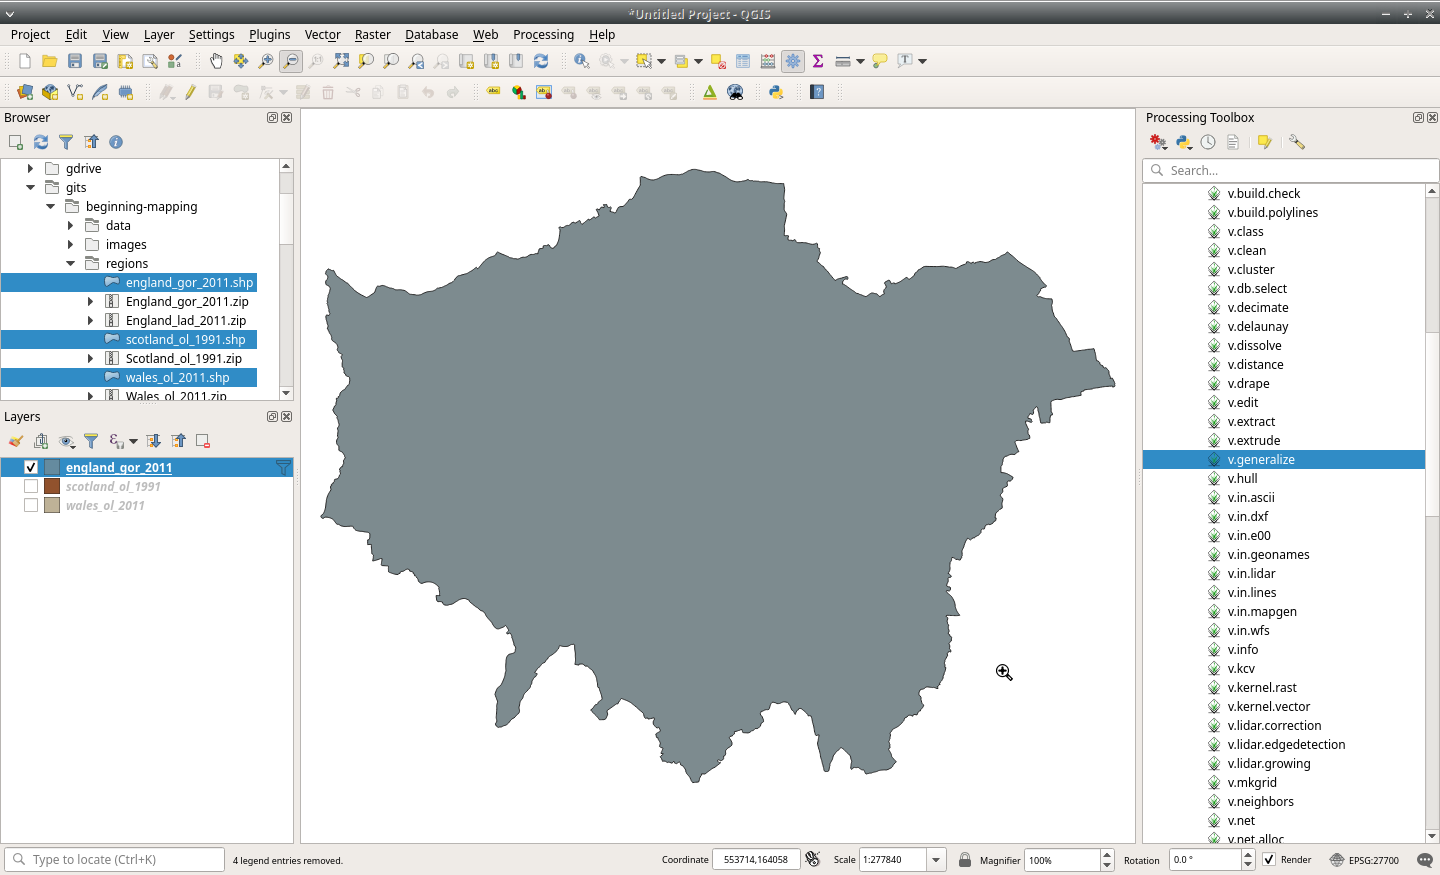 *Untitled Project - QGIS
Project Edit View Layer Settings Plugins Vector Raster Database Web Processing Help
Browser
gdrive
gits
beginning-mapping
data
images
regions
england_gor_2011.shp
England_gor_2011.zip
England_lad_2011.zip
scotland_ol_1991.shp
Scotland_ol_1991.zip
wales_ol_2011.shp
Wales_ol_2011.zip
Layers
england_gor_2011
scotland_ol_1991
wales_ol_2011
Processing Toolbox
Search...
v.build.check
v.build.polylines
v.class
v.clean
v.cluster
v.db.select
v.decimate
v.delaunay
v.dissolve
v.distance
v.drape
v.edit
v.extract
v.extrude
v.generalize
v.hull
v.in.ascii
v.in.dxf
v.in.e00
v.in.geonames
v.in.lidar
v.in.lines
v.in.mapgen
v.in.wfs
v.info
v.kcv
v.kernel.rast
v.kernel.vector
v.lidar.correction
v.lidar.edgedetection
v.lidar.growing
v.mkgrid
v.neighbors
v.net
v.net.alloc
Type to locate (Ctrl+K) 4 legend entries removed. Coordinate 553714,164058 Scale 1:277840 Magnifier 100% Rotation 0.0 ° Render EPSG:27700